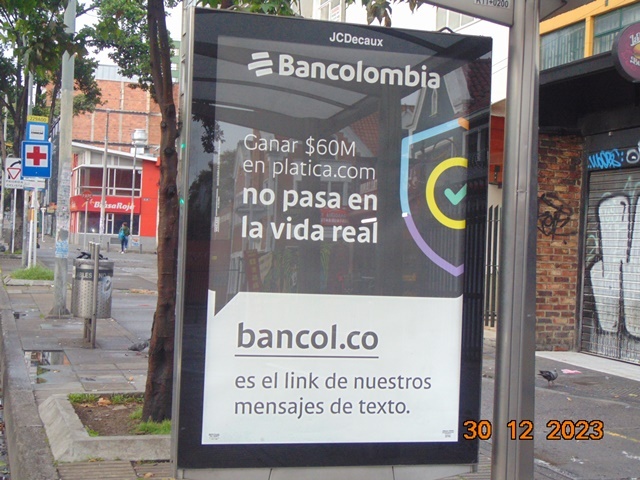 JCDecaux
Bancolombia
Ganar $60M
en platica.com
no pasa en
la vida real
bancol.co
es el link de nuestros
mensajes de texto.
30 12 2023